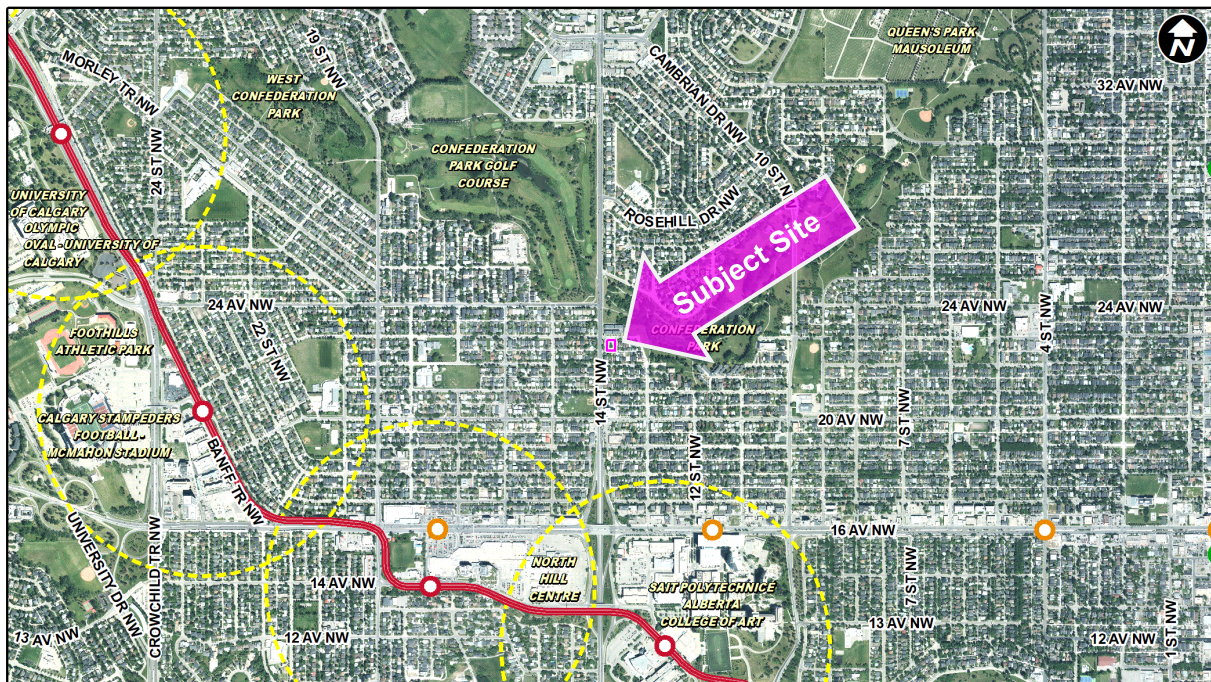 N
QUEEN'S PARK
MAUSOLEUM
MORLEY TR NW
19 ST NW
CAMBRIAN DR NW
32 AV NW
WEST
CONFEDERATION
PARK
24 ST NW
CONFEDERATION
PARK GOLF
COURSE
10 ST N
ROSEHILL DR NW
UNIVERSITY
OF CALGARY
OLYMPIC
OVAL - UNIVERSITY OF
CALGARY
Subject Site
24 AV NW
24 AV NW
24 AV NW
22 ST NW
4 ST NW
FOOTHILLS
ATHLETIC PARK
CONFEDERATION
PARK
14 ST NW
7 ST NW
20 AV NW
CALGARY STAMPEDERS
FOOTBALL -
MCMAHON STADIUM
BANFF TR NW
12 ST NW
16 AV NW
UNIVERSITY DR NW
CROWCHILD TR NW
14 AV NW
NORTH
HILL
CENTRE
SAIT POLYTECHNICE
ALBERTA
COLLEGE OF ART
7 ST NW
1 ST NW
13 AV NW
12 AV NW
13 AV NW
12 AV NW